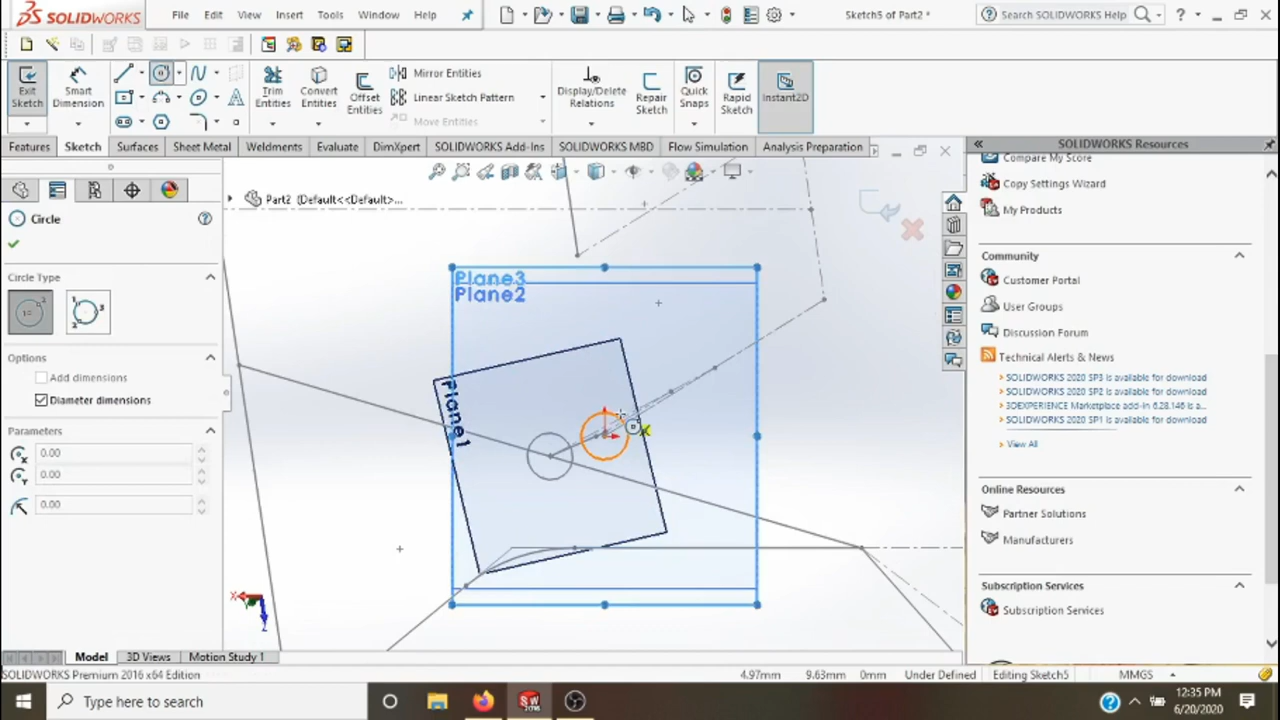 SOLIDWORKS File Edit View Insert Tools Window Help Sketch5 of Part2 * Search SOLIDWORKS Help ?
Exit Sketch Smart Dimension Trim Entities Convert Entities Offset Entities Mirror Entities Linear Sketch Pattern Move Entities Display/Delete Relations Repair Sketch Quick Snaps Rapid Sketch Instant2D
Features Sketch Surfaces Sheet Metal Weldments Evaluate DimXpert SOLIDWORKS Add-Ins SOLIDWORKS MBD Flow Simulation Analysis Preparation
SOLIDWORKS Resources
Compare My Score
Copy Settings Wizard
My Products
Part2 (Default<<Default>...
Circle
Circle Type
Options
Add dimensions
Diameter dimensions
Parameters
0.00
0.00
0.00
Plane3
Plane2
Plane1
X
Z
Community
Customer Portal
User Groups
Discussion Forum
Technical Alerts & News
SOLIDWORKS 2020 SP3 is available for download
SOLIDWORKS 2020 SP2 is available for download
3DEXPERIENCE Marketplace add-in 6.28.146 is a...
SOLIDWORKS 2020 SP1 is available for download
View All
Online Resources
Partner Solutions
Manufacturers
Subscription Services
Subscription Services
Model 3D Views Motion Study 1
SOLIDWORKS Premium 2016 x64 Edition 4.97mm 9.63mm 0mm Under Defined Editing Sketch5 MMGS
Type here to search
12:35 PM
6/20/2020